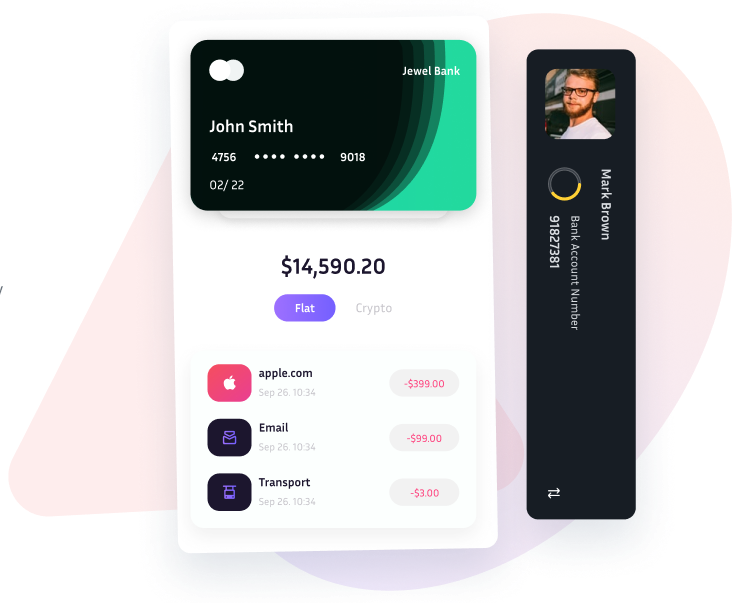 Jewel Bank
John Smith
4756 •••• •••• 9018
02/ 22
$14,590.20
Flat
Crypto
apple.com
Sep 26. 10:34
-$399.00
Email
Sep 26. 10:34
-$99.00
Transport
Sep 26. 10:34
-$3.00
Mark Brown
Bank Account Number
91827381